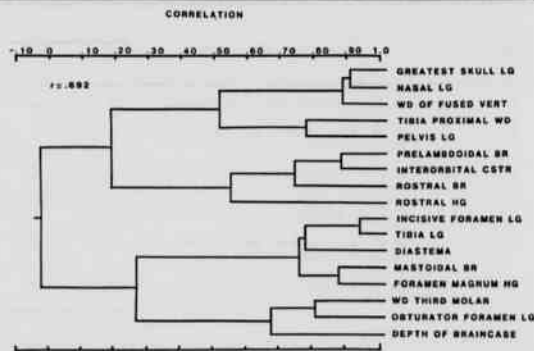 CORRELATION
-.10 0 .10 .20 .30 .40 .50 .60 .70 .80 .90 1.0
r=.692
GREATEST SKULL LG
NASAL LG
WD OF FUSED VERT
TIBIA PROXIMAL WD
PELVIS LG
PRELAMBDOIDAL BR
INTERORBITAL CSTR
ROSTRAL BR
ROSTRAL HG
INCISIVE FORAMEN LG
TIBIA LG
DIASTEMA
MASTOIDAL BR
FORAMEN MAGNUM HG
WD THIRD MOLAR
OBTURATOR FORAMEN LG
DEPTH OF BRAINCASE